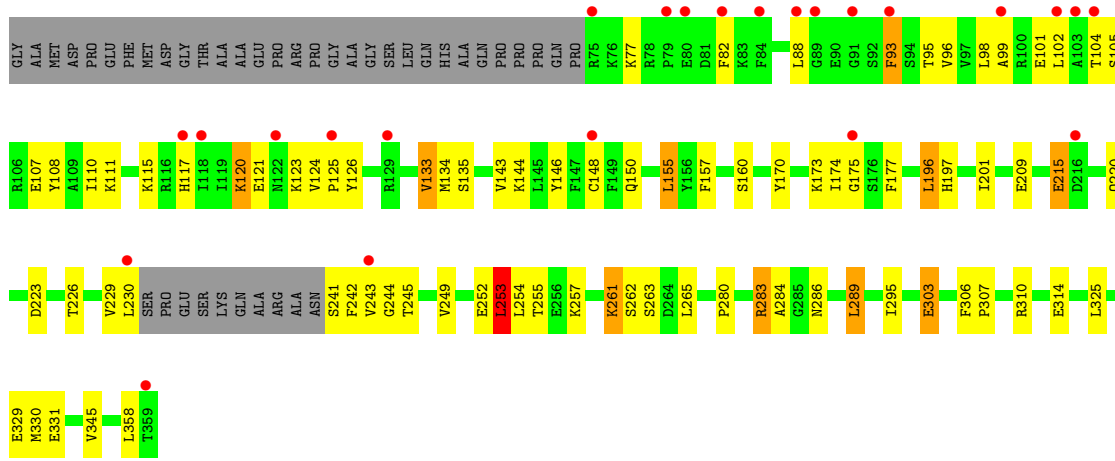 GLY ALA MET ASP PRO GLU PHE MET ASP GLY THR ALA ALA GLU PRO ARG PRO GLY ALA GLY SER LEU GLN HIS ALA GLN PRO PRO PRO GLN PRO R75 K76 K77 R78 P79 E80 D81 F82 K83 F84 L88 G89 E90 G91 S92 F93 S94 T95 V96 V97 L98 A99 R100 E101 L102 A103 T104 S105
R106 E107 Y108 A109 I110 K111 K115 R116 H117 I118 I119 K120 E121 N122 K123 V124 P125 Y126 R129 V133 M134 S135 V143 K144 L145 Y146 F147 C148 F149 Q150 L155 Y156 F157 S160 Y170 K173 I174 G175 S176 F177 L196 H197 I201 E209 E215 D216
D223 T226 V229 L230 SER PRO GLU SER LYS GLN ALA ARG ALA ASN S241 F242 V243 G244 T245 V249 E252 L253 L254 T255 E256 K257 K261 S262 S263 D264 L265 P280 R283 A284 G285 N286 L289 I295 E303 F306 P307 R310 E314 L325
E329 M330 E331 V345 L358 T359